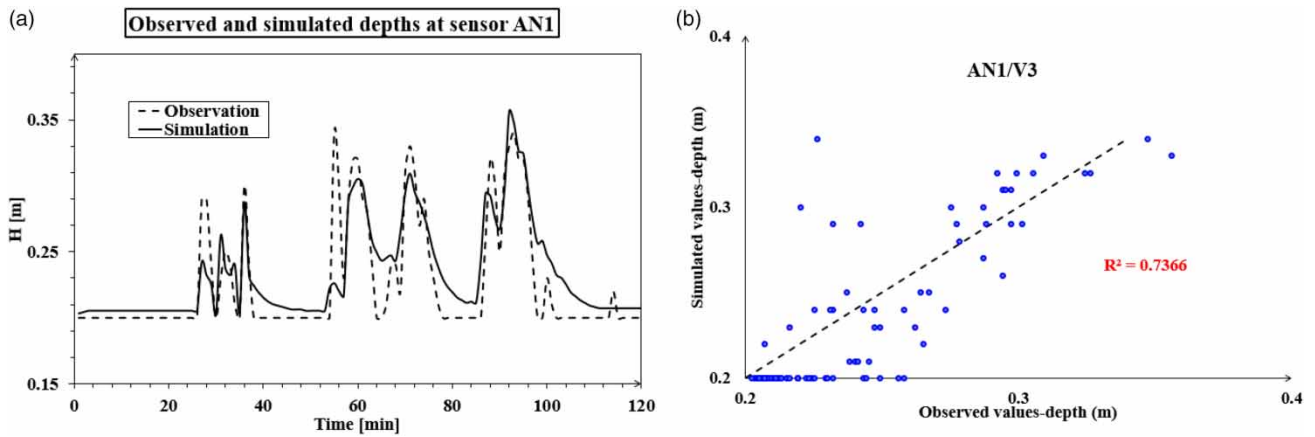 (a)
Observed and simulated depths at sensor AN1
Observation
Simulation
H [m]
0.35
0.25
0.15
0
20
40
60
80
100
120
Time [min]
(b)
AN1/V3
Simulated values-depth (m)
0.4
0.3
0.2
R² = 0.7366
0.2
0.3
0.4
Observed values-depth (m)